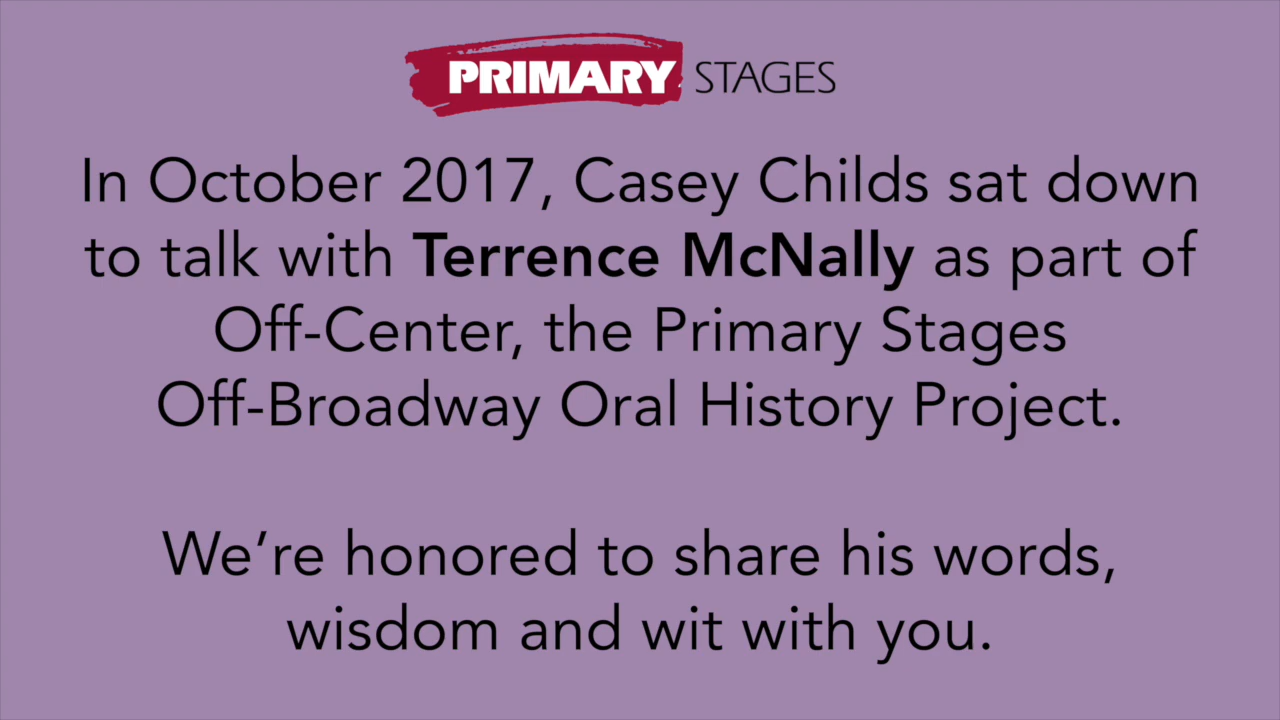 PRIMARY STAGES
In October 2017, Casey Childs sat down
to talk with Terrence McNally as part of
Off-Center, the Primary Stages
Off-Broadway Oral History Project.
We’re honored to share his words,
wisdom and wit with you.